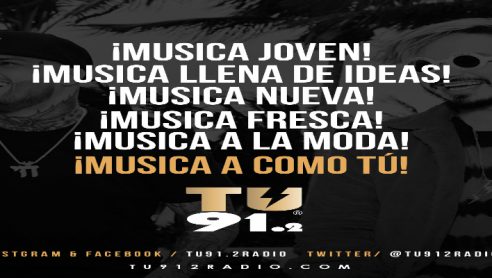 ¡MUSICA JOVEN!
¡MUSICA LLENA DE IDEAS!
¡MUSICA NUEVA!
¡MUSICA FRESCA!
¡MUSICA A LA MODA!
¡MUSICA A COMO TÚ!
TU
91.2
STGRAM & FACEBOOK / TU91.2RADIO TWITTER/ @TU912RADIO
TU912RADIO.COM